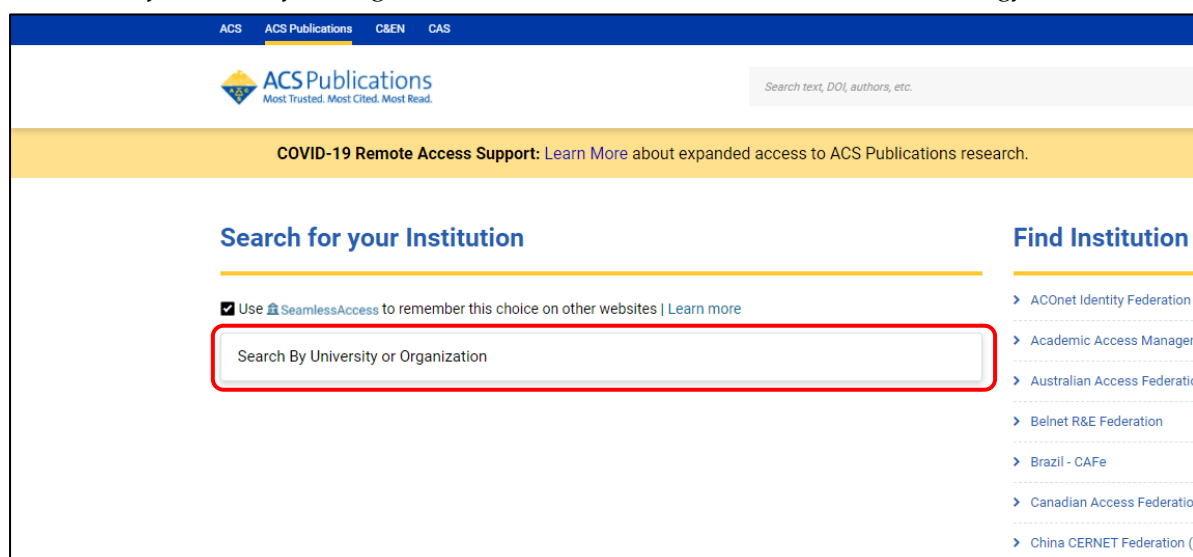 ACS ACS Publications C&EN CAS
ACS Publications
Most Trusted. Most Cited. Most Read.
Search text, DOI, authors, etc.
COVID-19 Remote Access Support: Learn More about expanded access to ACS Publications research.
Search for your Institution
Use SeamlessAccess to remember this choice on other websites | Learn more
Search By University or Organization
Find Institution
ACOnet Identity Federation
Academic Access
Australian Access
Belnet R&E Federation
Brazil - CAFe
Canadian Access
China CERNET Federation (